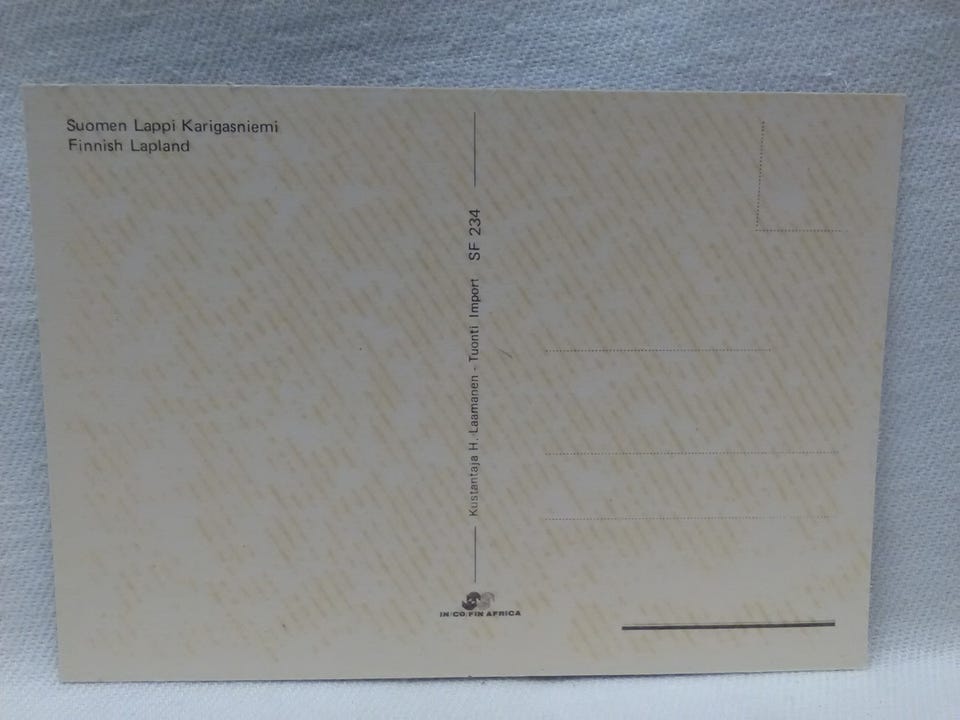 Suomen Lappi Karigasniemi
Finnish Lapland
Kustantaja H. Laamanen - Tuonti Import SF 234
IN/CO/FIN AFRICA